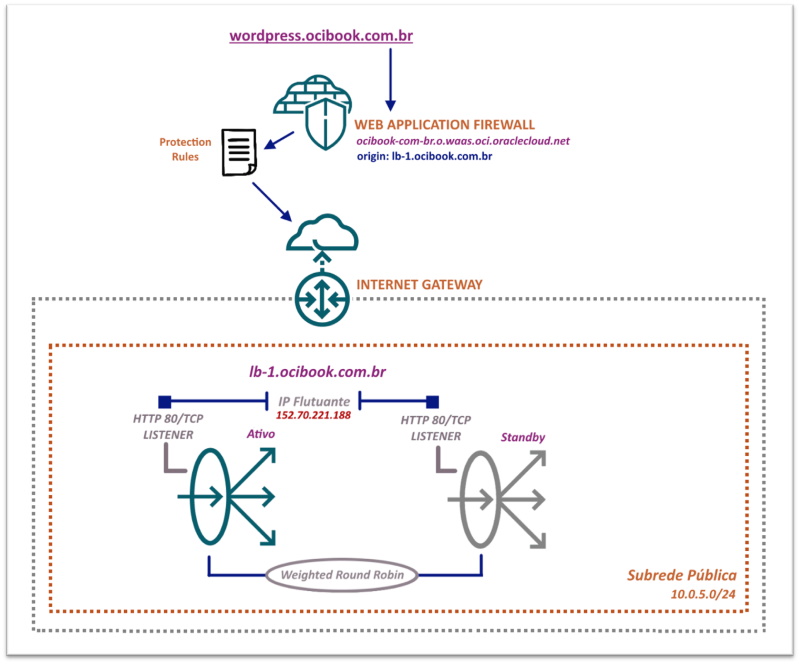 wordpress.ocibook.com.br
WEB APPLICATION FIREWALL
ocibook-com-br.o.waas.oci.oraclecloud.net
origin: lb-1.ocibook.com.br
Protection
Rules
INTERNET GATEWAY
lb-1.ocibook.com.br
IP Flutuante
152.70.221.188
HTTP 80/TCP
LISTENER
Ativo
HTTP 80/TCP
LISTENER
Standby
Weighted Round Robin
Subrede Pública
10.0.5.0/24